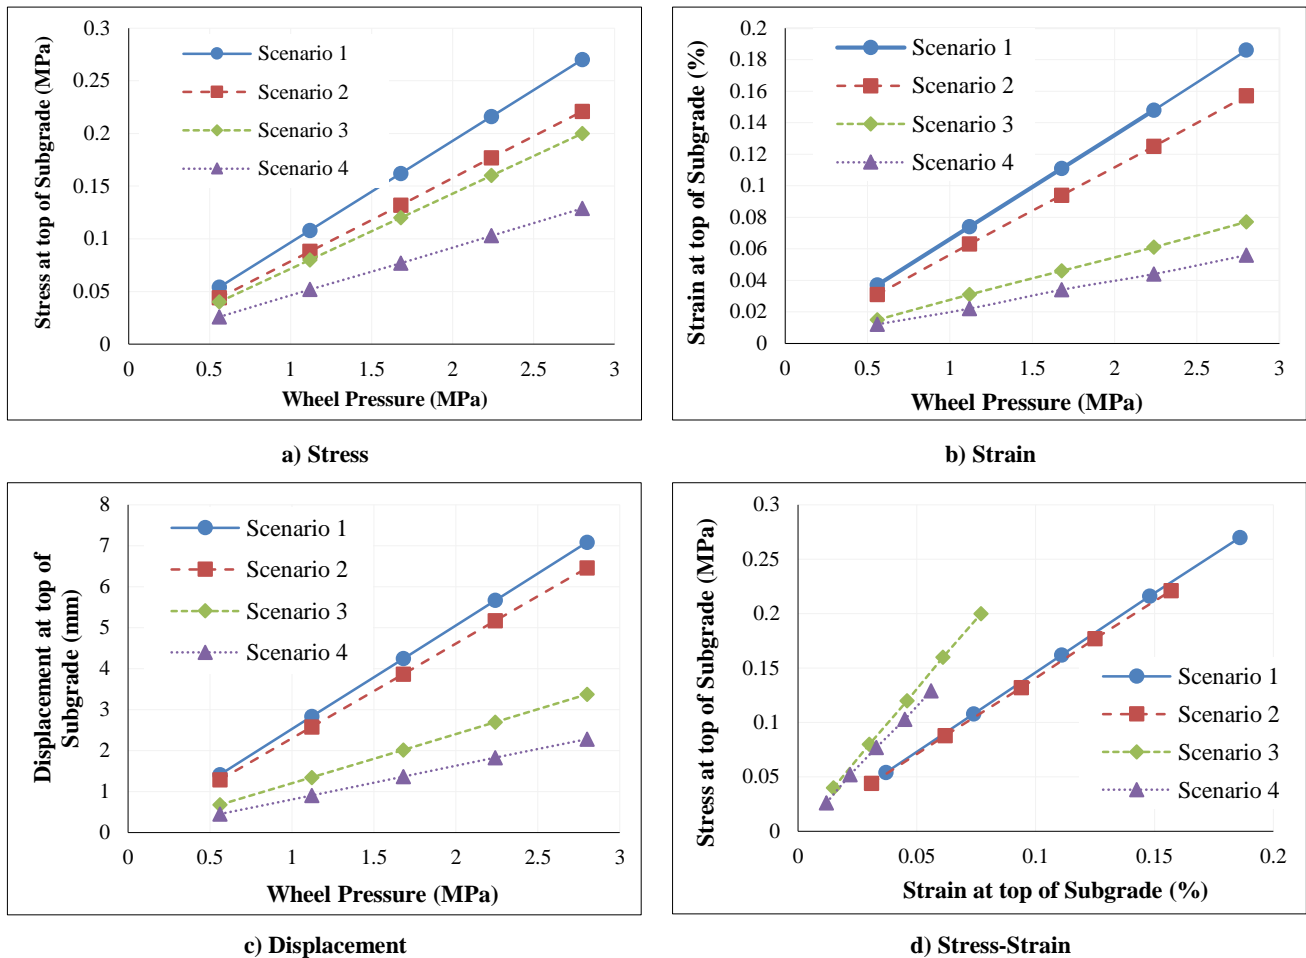 Stress at top of Subgrade (MPa)
0.3
0.25
0.2
0.15
0.1
0.05
0
Scenario 1
Scenario 2
Scenario 3
Scenario 4
0 0.5 1 1.5 2 2.5 3
Wheel Pressure (MPa)
a) Stress
Strain at top of Subgrade (%)
0.2
0.18
0.16
0.14
0.12
0.1
0.08
0.06
0.04
0.02
0
Scenario 1
Scenario 2
Scenario 3
Scenario 4
0 0.5 1 1.5 2 2.5 3
Wheel Pressure (MPa)
b) Strain
Displacement at top of
Subgrade (mm)
8
7
6
5
4
3
2
1
0
Scenario 1
Scenario 2
Scenario 3
Scenario 4
0 0.5 1 1.5 2 2.5 3
Wheel Pressure (MPa)
c) Displacement
Stress at top of Subgrade (MPa)
0.3
0.25
0.2
0.15
0.1
0.05
0
Scenario 1
Scenario 2
Scenario 3
Scenario 4
0 0.05 0.1 0.15 0.2
Strain at top of Subgrade (%)
d) Stress-Strain